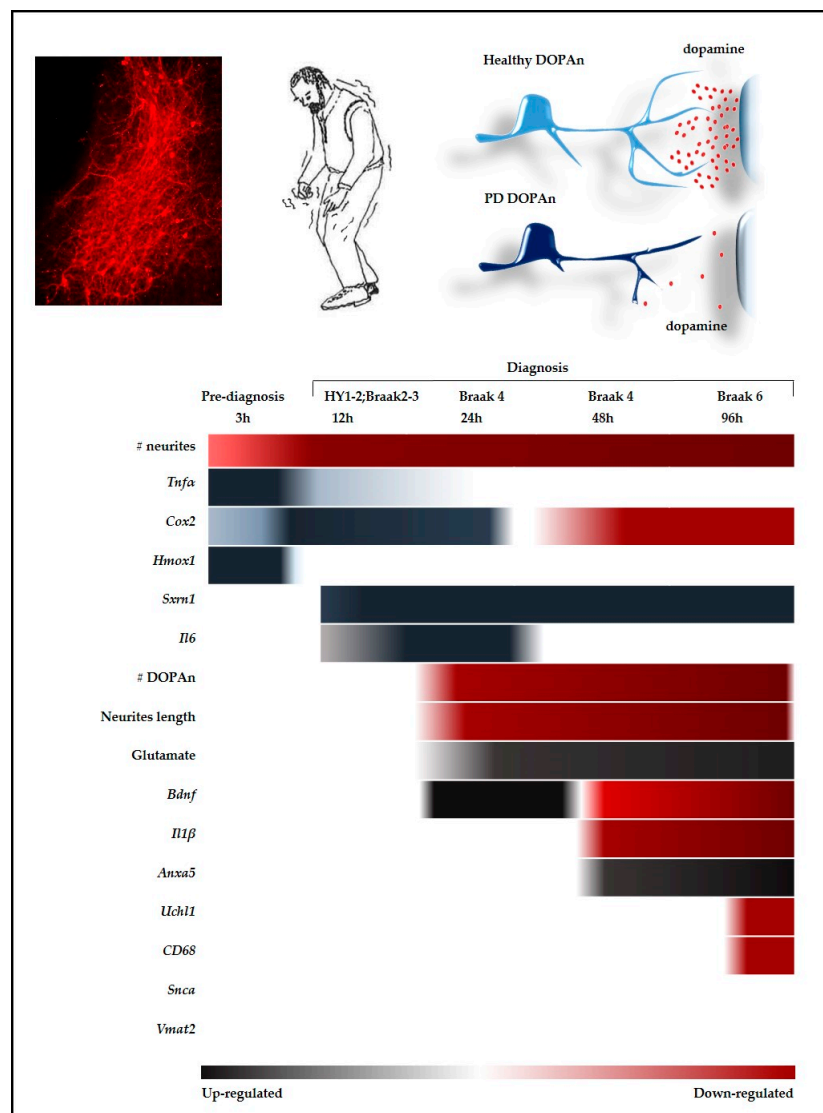 dopamine
Healthy DOPAn
PD DOPAn
dopamine
Diagnosis
Pre-diagnosis HY1-2;Braak2-3 Braak 4 Braak 4 Braak 6
3h 12h 24h 48h 96h
# neurites
Tnfα
Cox2
Hmox1
Sxrn1
Il6
# DOPAn
Neurites length
Glutamate
Bdnf
Il1β
Anxa5
Uchl1
CD68
Snca
Vmat2
Up-regulated Down-regulated